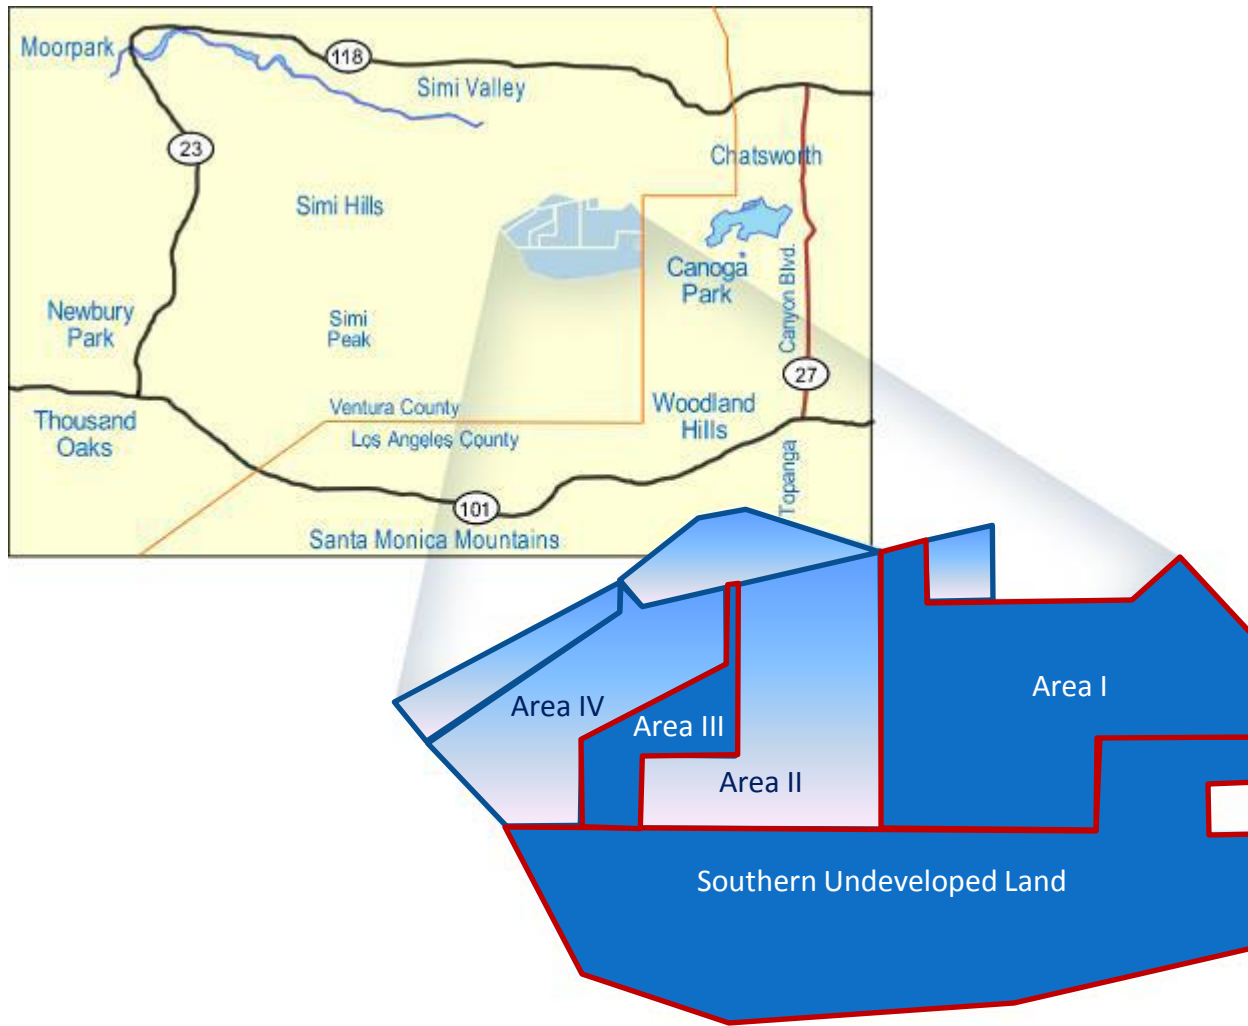 Moorpark
118
Simi Valley
23
Chatsworth
Simi Hills
Canoga
Park
Canyon Blvd.
Newbury
Park
Simi
Peak
27
Ventura County
Woodland
Hills
Thousand
Oaks
Los Angeles County
Topanga
101
Santa Monica Mountains
Area I
Area IV
Area III
Area II
Southern Undeveloped Land